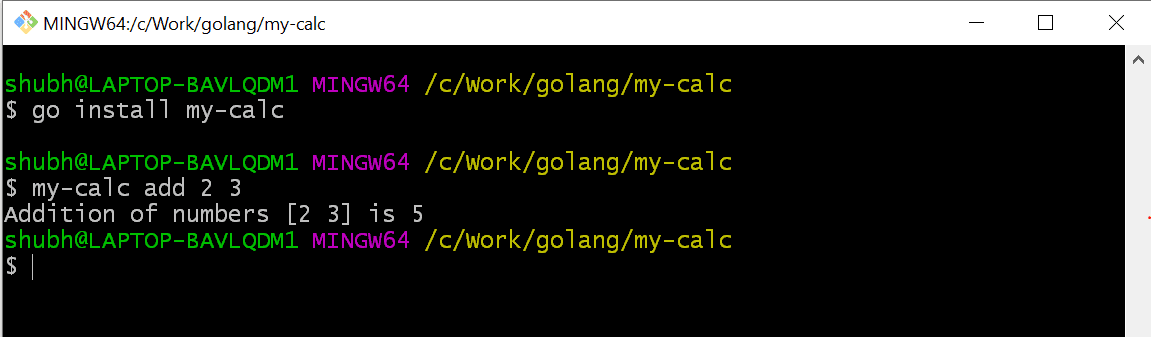 MINGW64:/c/Work/golang/my-calc
shubh@LAPTOP-BAVLQDM1 MINGW64 /c/Work/golang/my-calc
$ go install my-calc
shubh@LAPTOP-BAVLQDM1 MINGW64 /c/Work/golang/my-calc
$ my-calc add 2 3
Addition of numbers [2 3] is 5
shubh@LAPTOP-BAVLQDM1 MINGW64 /c/Work/golang/my-calc
$